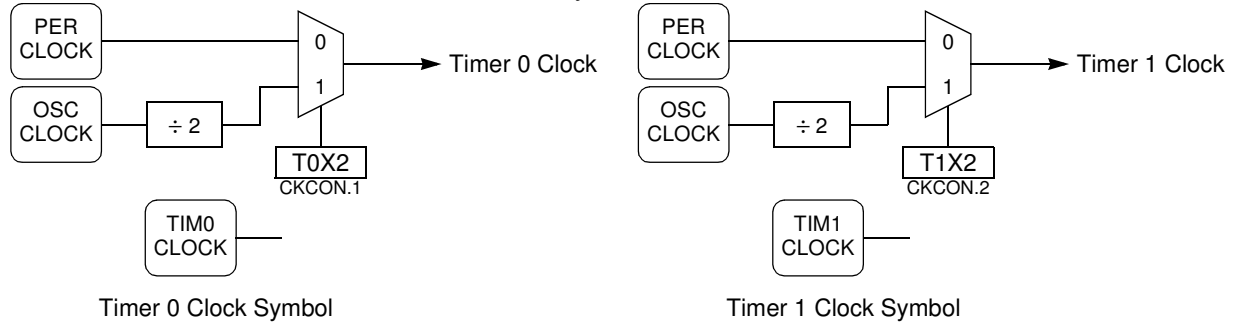 PER
CLOCK
0
Timer 0 Clock
1
OSC
CLOCK
÷ 2
T0X2
CKCON.1
TIM0
CLOCK
Timer 0 Clock Symbol
PER
CLOCK
0
Timer 1 Clock
1
OSC
CLOCK
÷ 2
T1X2
CKCON.2
TIM1
CLOCK
Timer 1 Clock Symbol